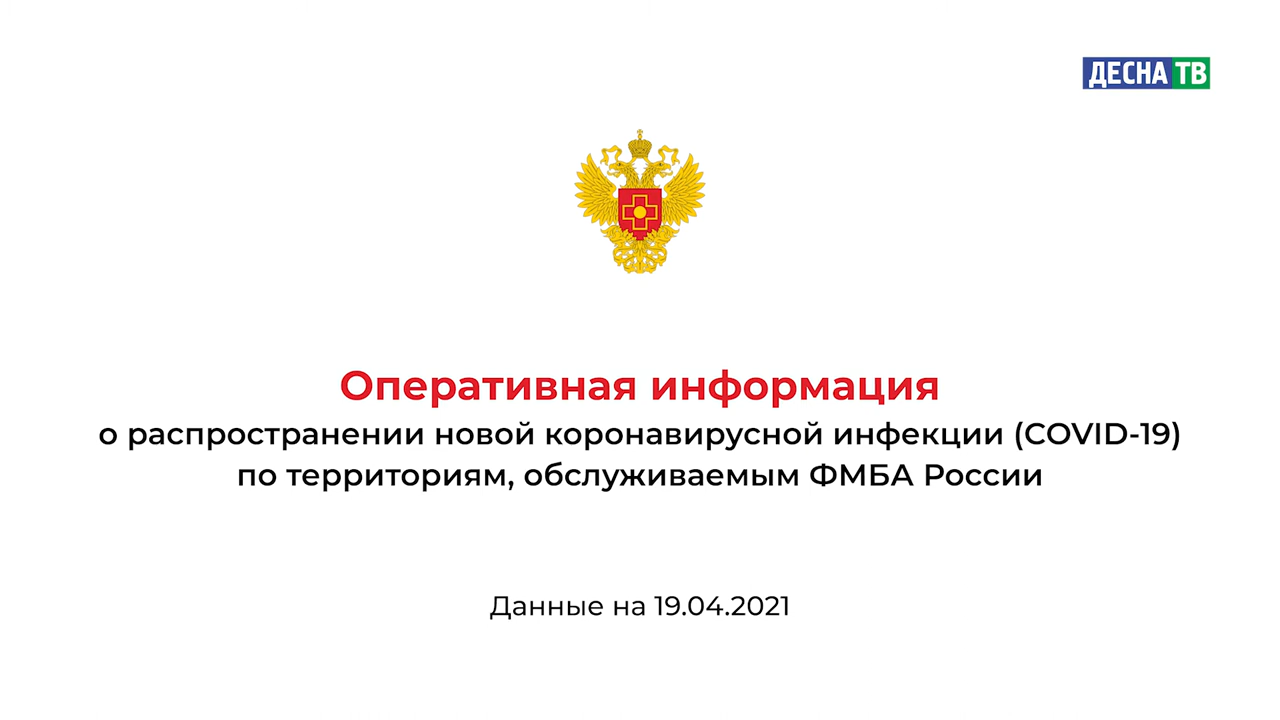 ДЕСНА ТВ
Оперативная информация
о распространении новой коронавирусной инфекции (COVID-19)
по территориям, обслуживаемым ФМБА России
Данные на 19.04.2021